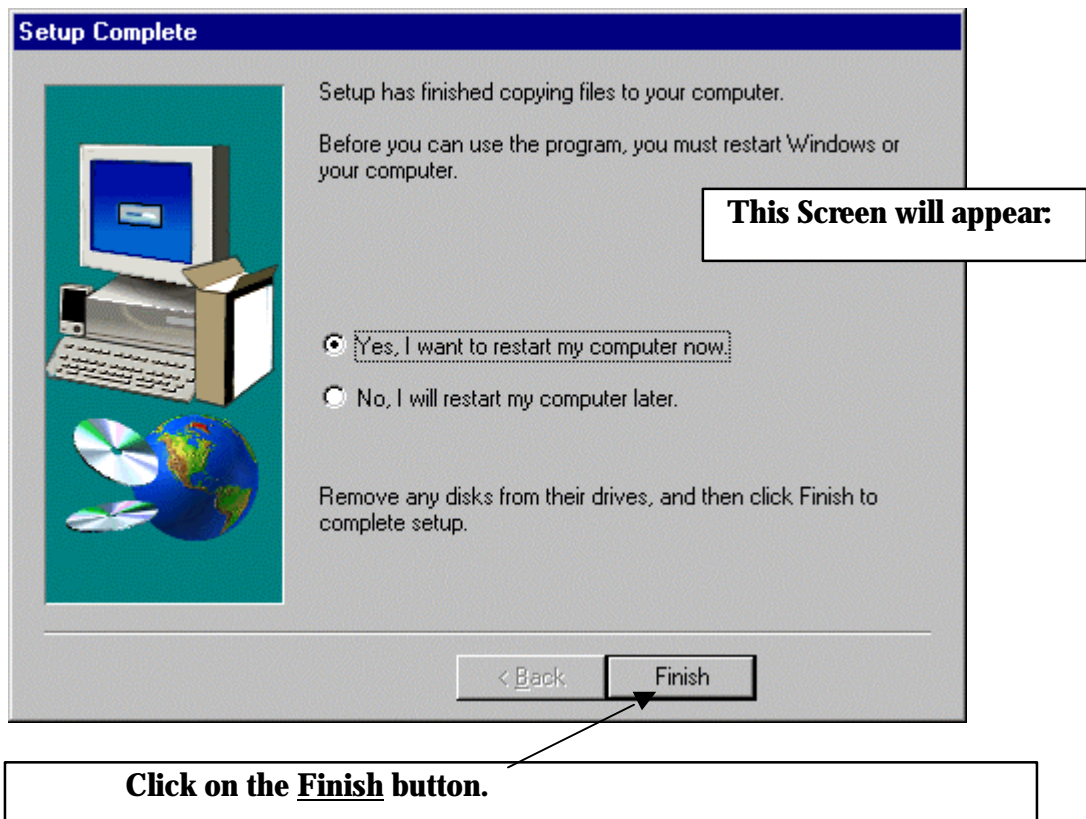 Setup Complete
Setup has finished copying files to your computer.
Before you can use the program, you must restart Windows or
your computer.
This Screen will appear:
Yes, I want to restart my computer now.
No, I will restart my computer later.
Remove any disks from their drives, and then click Finish to
complete setup.
< Back
Finish
Click on the Finish button.